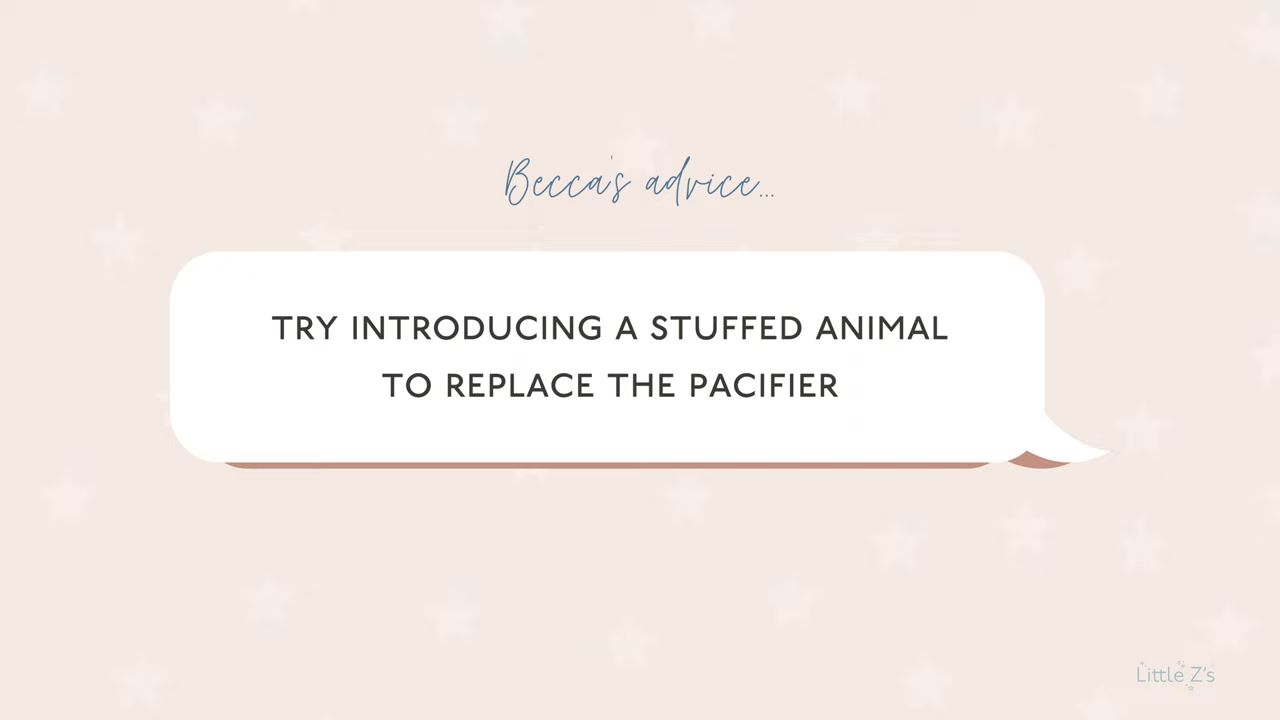 Becca's advice...
TRY INTRODUCING A STUFFED ANIMAL
TO REPLACE THE PACIFIER
Little Z's